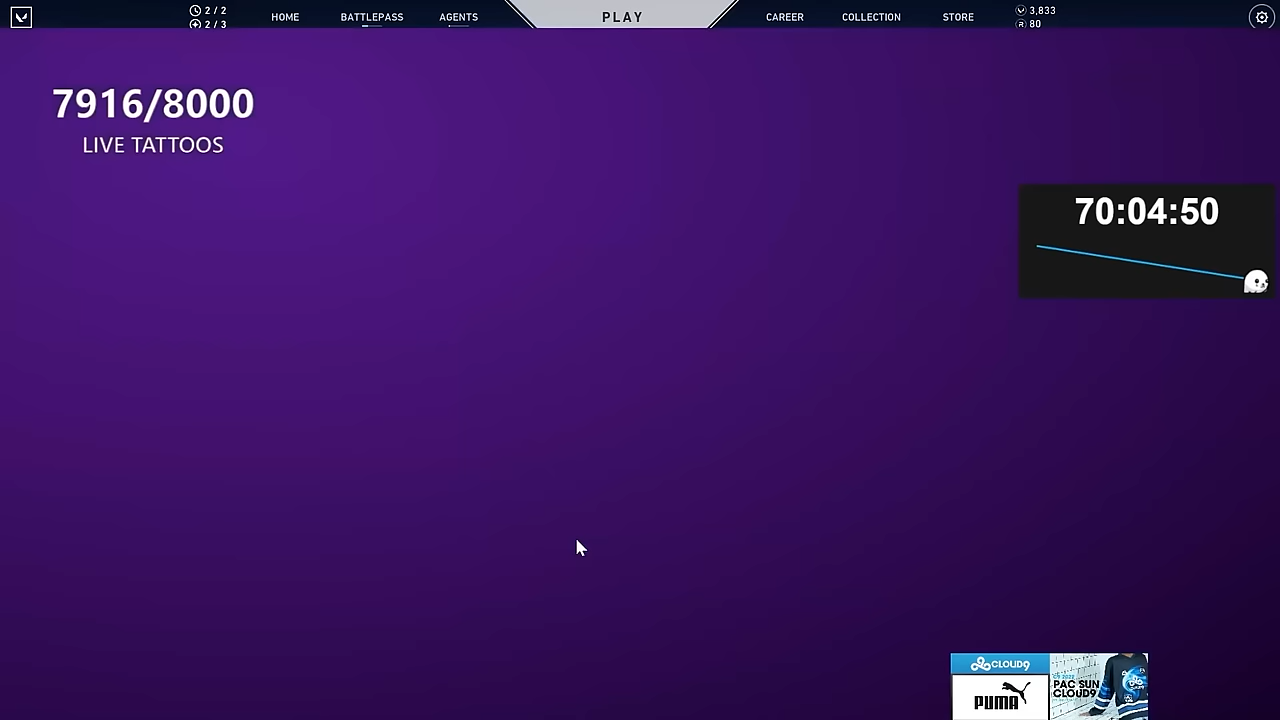 2 / 2
2 / 3
HOME
BATTLEPASS
AGENTS
PLAY
CAREER
COLLECTION
STORE
3,833
80
7916/8000
LIVE TATTOOS
70:04:50
CLOUD9
PUMA
PAC SUN
CLOUD9